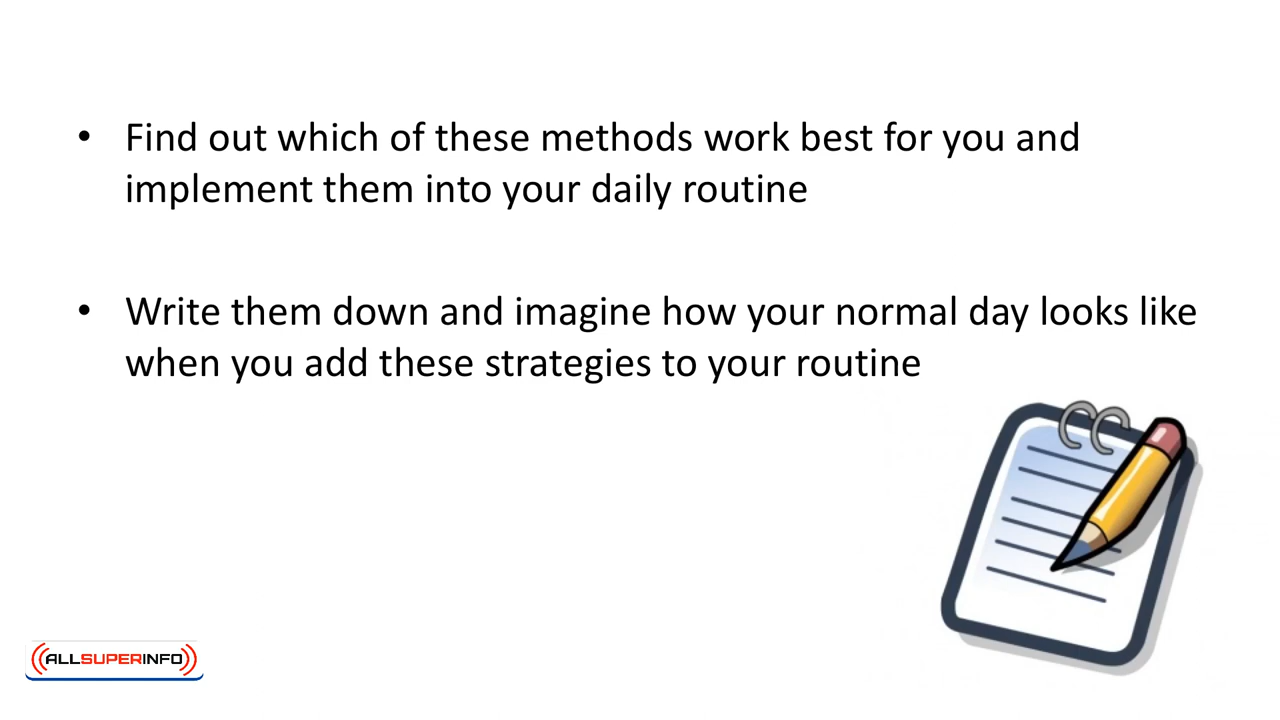 • Find out which of these methods work best for you and
implement them into your daily routine
• Write them down and imagine how your normal day looks like
when you add these strategies to your routine
((ALLSUPERINFO))